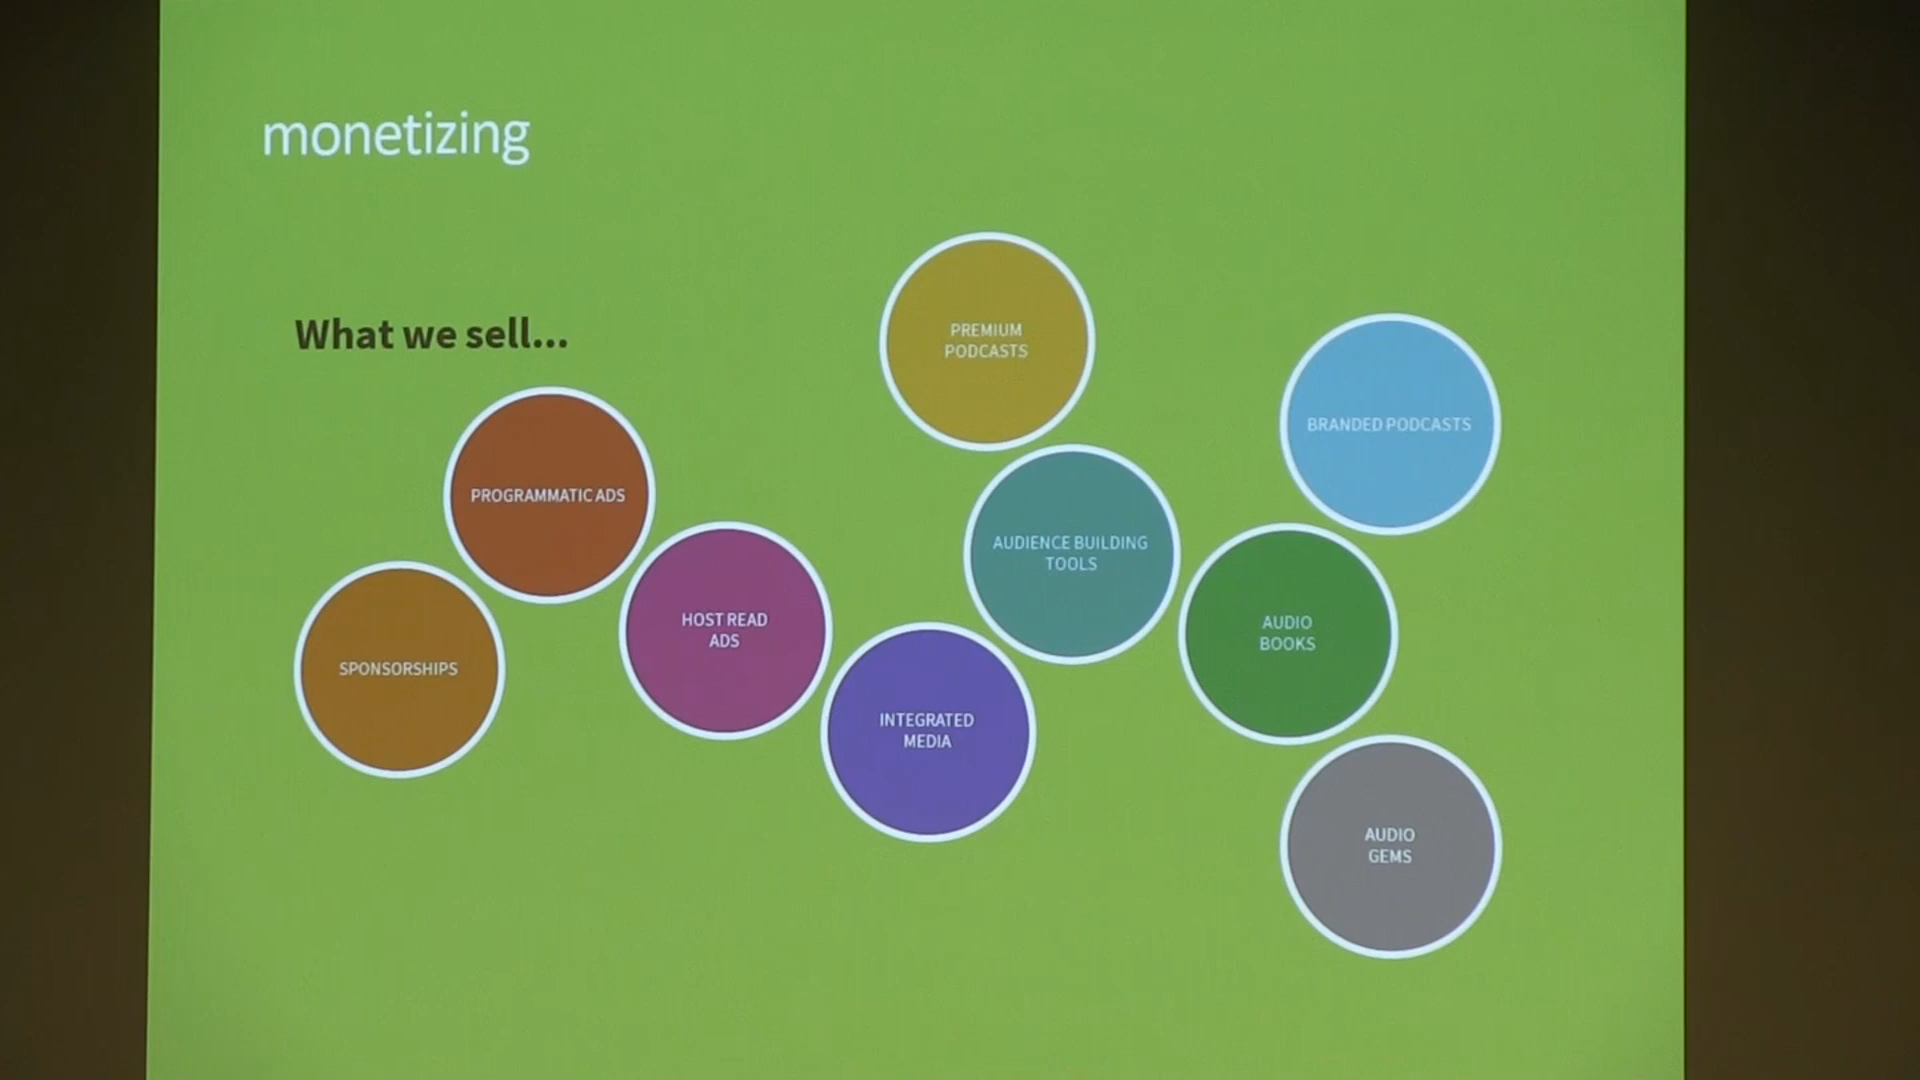 monetizing
What we sell...
PREMIUM
PODCASTS
BRANDED PODCASTS
PROGRAMMATIC ADS
AUDIENCE BUILDING
TOOLS
HOST READ
ADS
AUDIO
BOOKS
SPONSORSHIPS
INTEGRATED
MEDIA
AUDIO
GEMS